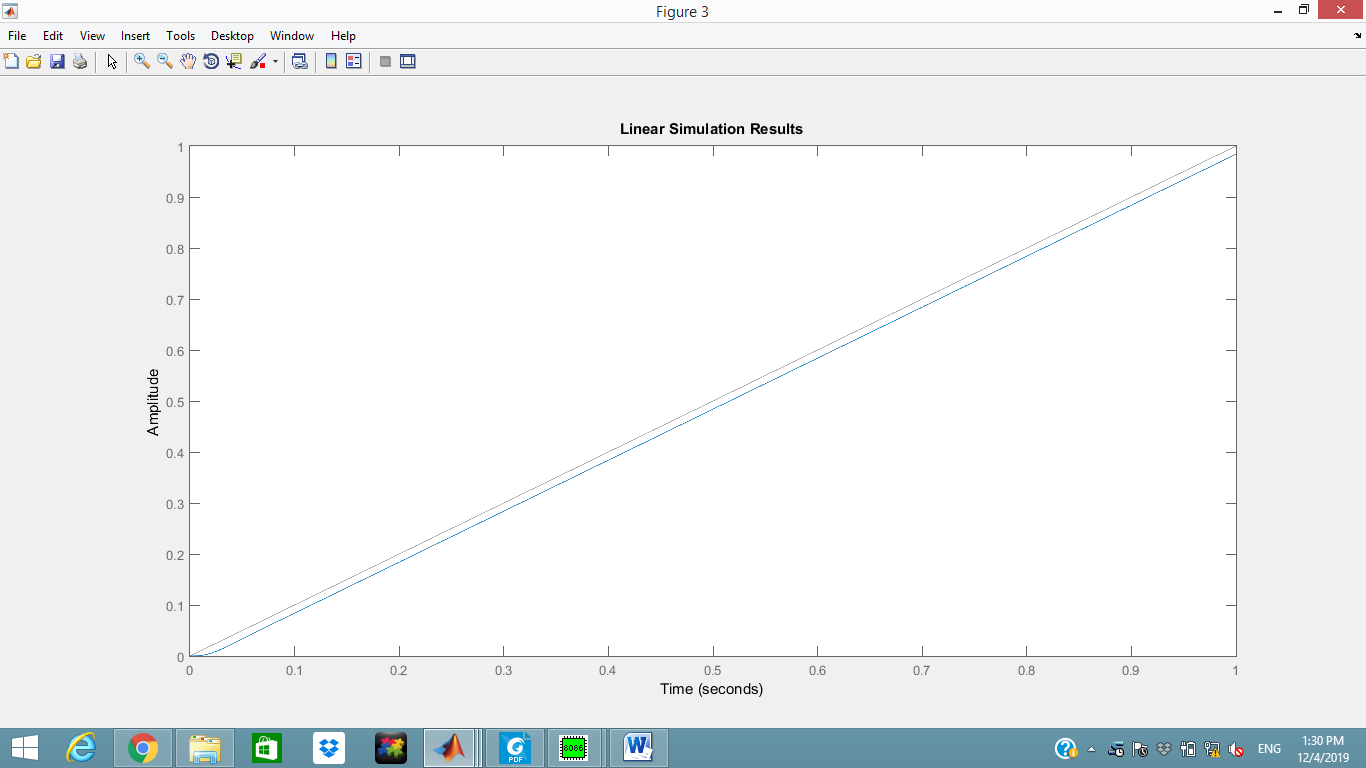 Figure 3
File Edit View Insert Tools Desktop Window Help
Linear Simulation Results
1
0.9
0.8
0.7
0.6
0.5
0.4
0.3
0.2
0.1
0
Amplitude
0 0.1 0.2 0.3 0.4 0.5 0.6 0.7 0.8 0.9 1
Time (seconds)
PDF
8086
W
ENG
1:30 PM
12/4/2019